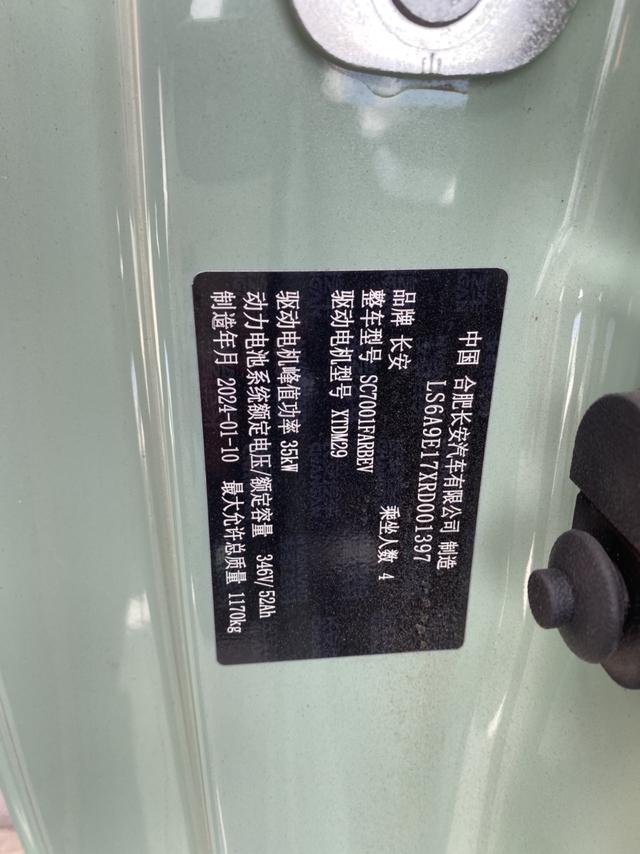 中国 合肥长安汽车有限公司 制造
LS6A9E17XRD001397
品牌 长安
整车型号 SC7001FARBEV 乘坐人数 4
驱动电机型号 XTDM29
驱动电机峰值功率 35kW
动力电池系统额定电压/额定容量 346V/52Ah
制造年月 2024-01-10 最大允许总质量 1170kg